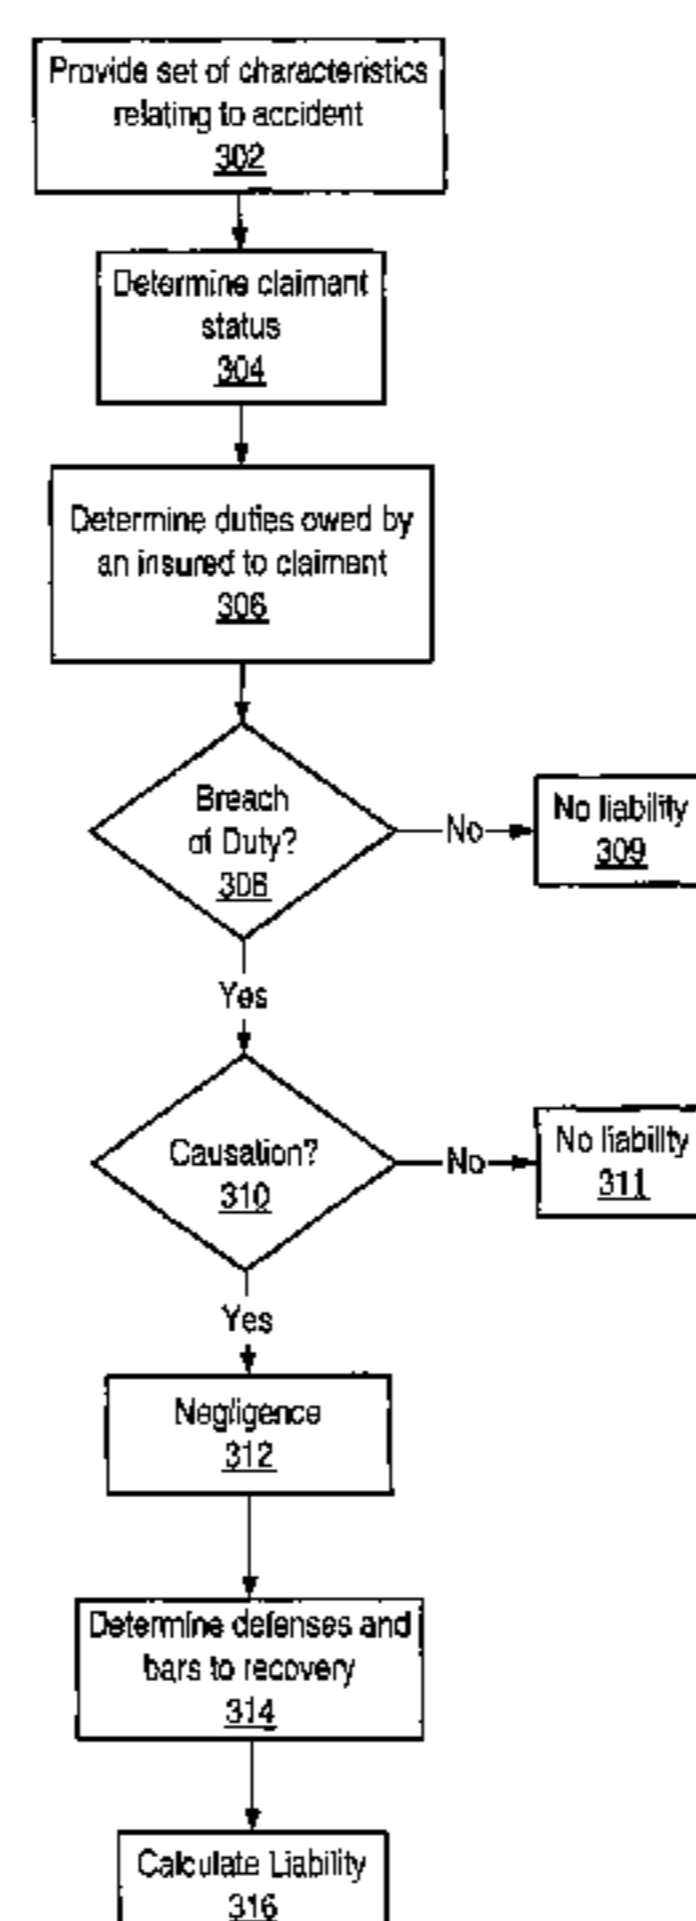 Provide set of characteristics
relating to accident
302
Determine claimant
status
304
Determine duties owed by
an insured to claimant
306
Breach
of Duty?
308
No
No liability
309
Yes
Causation?
310
No
No liability
311
Yes
Negligence
312
Determine defenses and
bars to recovery
314
Calculate Liability
316